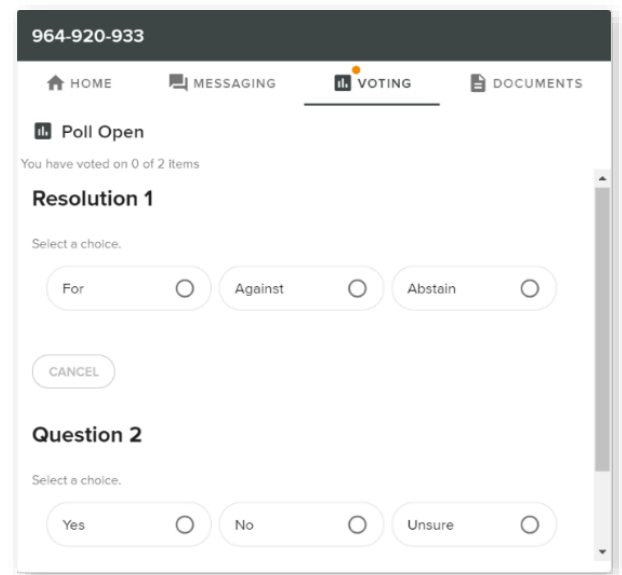 964-920-933
HOME MESSAGING VOTING DOCUMENTS
Poll Open
You have voted on 0 of 2 items
Resolution 1
Select a choice.
For Against Abstain
CANCEL
Question 2
Select a choice.
Yes No Unsure